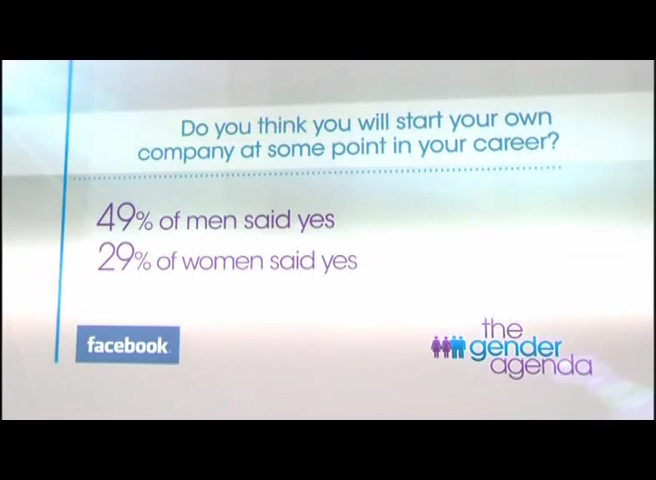 Do you think you will start your own
company at some point in your career?
49% of men said yes
29% of women said yes
facebook
the
gender
agenda